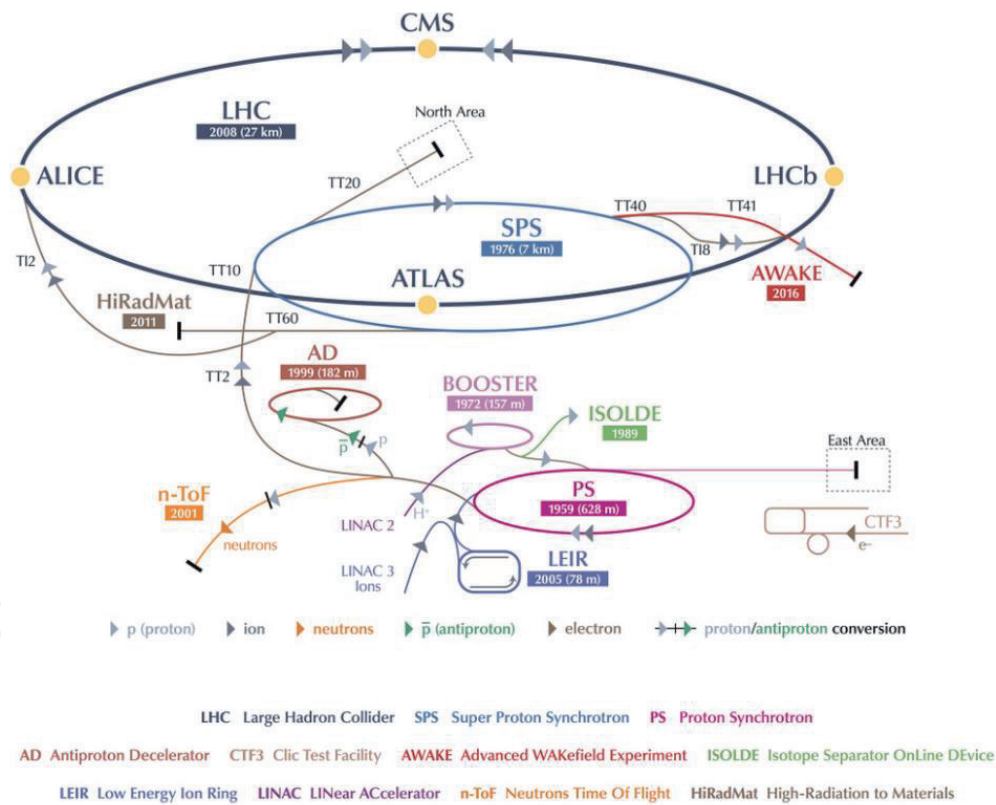 CMS
LHC
2008 (27 km)
North Area
ALICE
TT20
LHCb
TT40
TT41
SPS
1976 (7 km)
TI8
TI2
TT10
ATLAS
AWAKE
2016
HiRadMat
2011
TT60
AD
1999 (182 m)
TT2
BOOSTER
1972 (157 m)
ISOLDE
1989
p̅
p
East Area
n-ToF
2001
PS
1959 (628 m)
H⁺
LINAC 2
CTF3
neutrons
e⁻
LINAC 3
Ions
LEIR
2005 (78 m)
p (proton) ion neutrons p̅ (antiproton) electron proton/antiproton conversion
LHC Large Hadron Collider SPS Super Proton Synchrotron PS Proton Synchrotron
AD Antiproton Decelerator CTF3 Clic Test Facility AWAKE Advanced WAKefield Experiment ISOLDE Isotope Separator OnLine DEvice
LEIR Low Energy Ion Ring LINAC LINear ACcelerator n-ToF Neutrons Time Of Flight HiRadMat High-Radiation to Materials